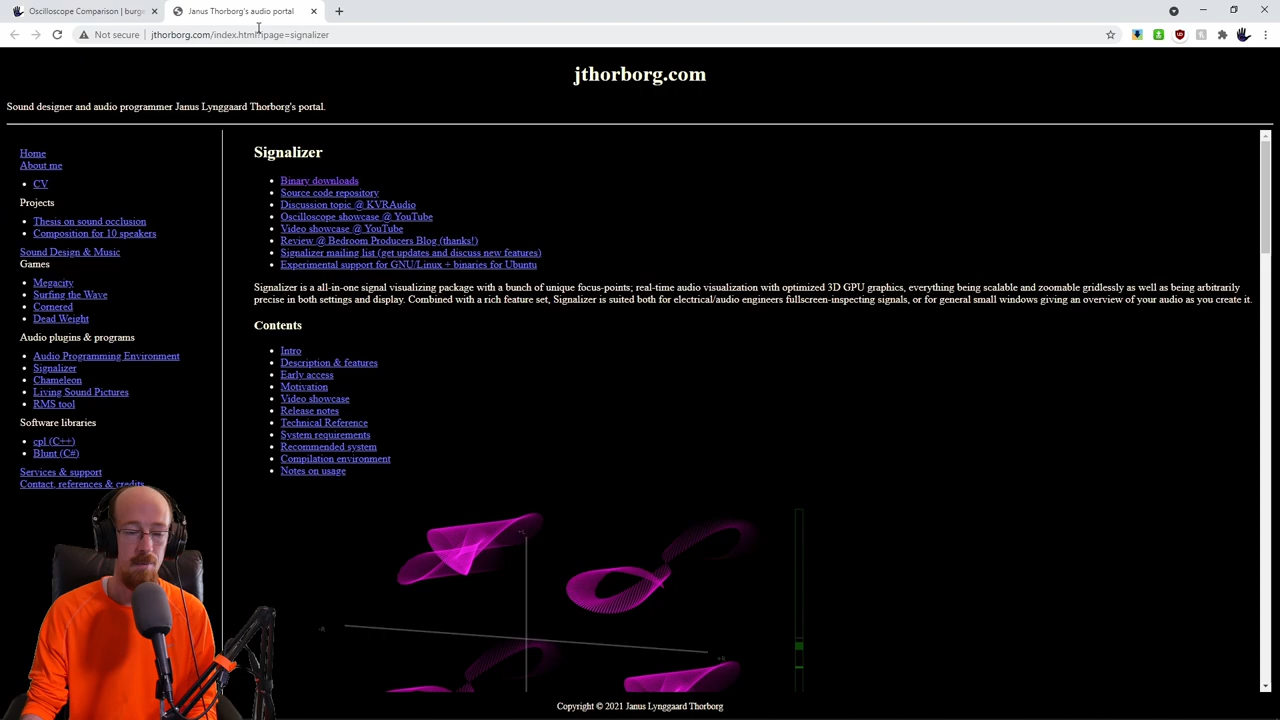 Oscilloscope Comparison | burge
Janus Thorborg's audio portal
Not secure
jthorborg.com/index.html?page=signalizer
jthorborg.com
Sound designer and audio programmer Janus Lynggaard Thorborg's portal.
Home
About me
CV
Projects
Thesis on sound occlusion
Composition for 10 speakers
Sound Design & Music
Games
Megacity
Surfing the Wave
Cornered
Dead Weight
Audio plugins & programs
Audio Programming Environment
Signalizer
Chameleon
Living Sound Pictures
RMS tool
Software libraries
cpl (C++)
Blunt (C#)
Services & support
Contact, references & credits
Signalizer
Binary downloads
Source code repository
Discussion topic @ KVRAudio
Oscilloscope showcase @ YouTube
Video showcase @ YouTube
Review @ Bedroom Producers Blog (thanks!)
Signalizer mailing list (get updates and discuss new features)
Experimental support for GNU/Linux + binaries for Ubuntu
Signalizer is a all-in-one signal visualizing package with a bunch of unique focus-points; real-time audio visualization with optimized 3D GPU graphics, everything being scalable and zoomable gridlessly as well as being arbitrarily
precise in both settings and display. Combined with a rich feature set, Signalizer is suited both for electrical/audio engineers fullscreen-inspecting signals, or for general small windows giving an overview of your audio as you create it.
Contents
Intro
Description & features
Early access
Motivation
Video showcase
Release notes
Technical Reference
System requirements
Recommended system
Compilation environment
Notes on usage
Copyright © 2021 Janus Lynggaard Thorborg